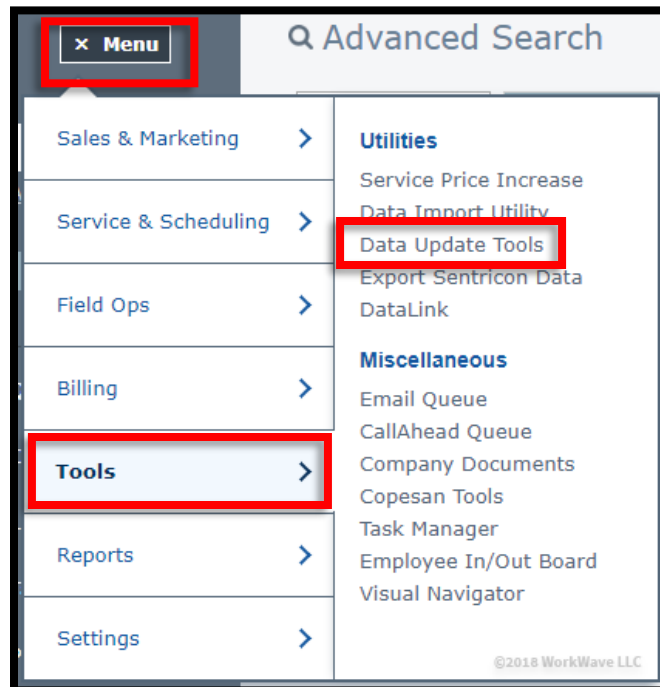 × Menu
Advanced Search
Sales & Marketing
Service & Scheduling
Field Ops
Billing
Tools
Reports
Settings
Utilities
Service Price Increase
Data Import Utility
Data Update Tools
Export Sentricon Data
DataLink
Miscellaneous
Email Queue
CallAhead Queue
Company Documents
Copesan Tools
Task Manager
Employee In/Out Board
Visual Navigator
©2018 WorkWave LLC